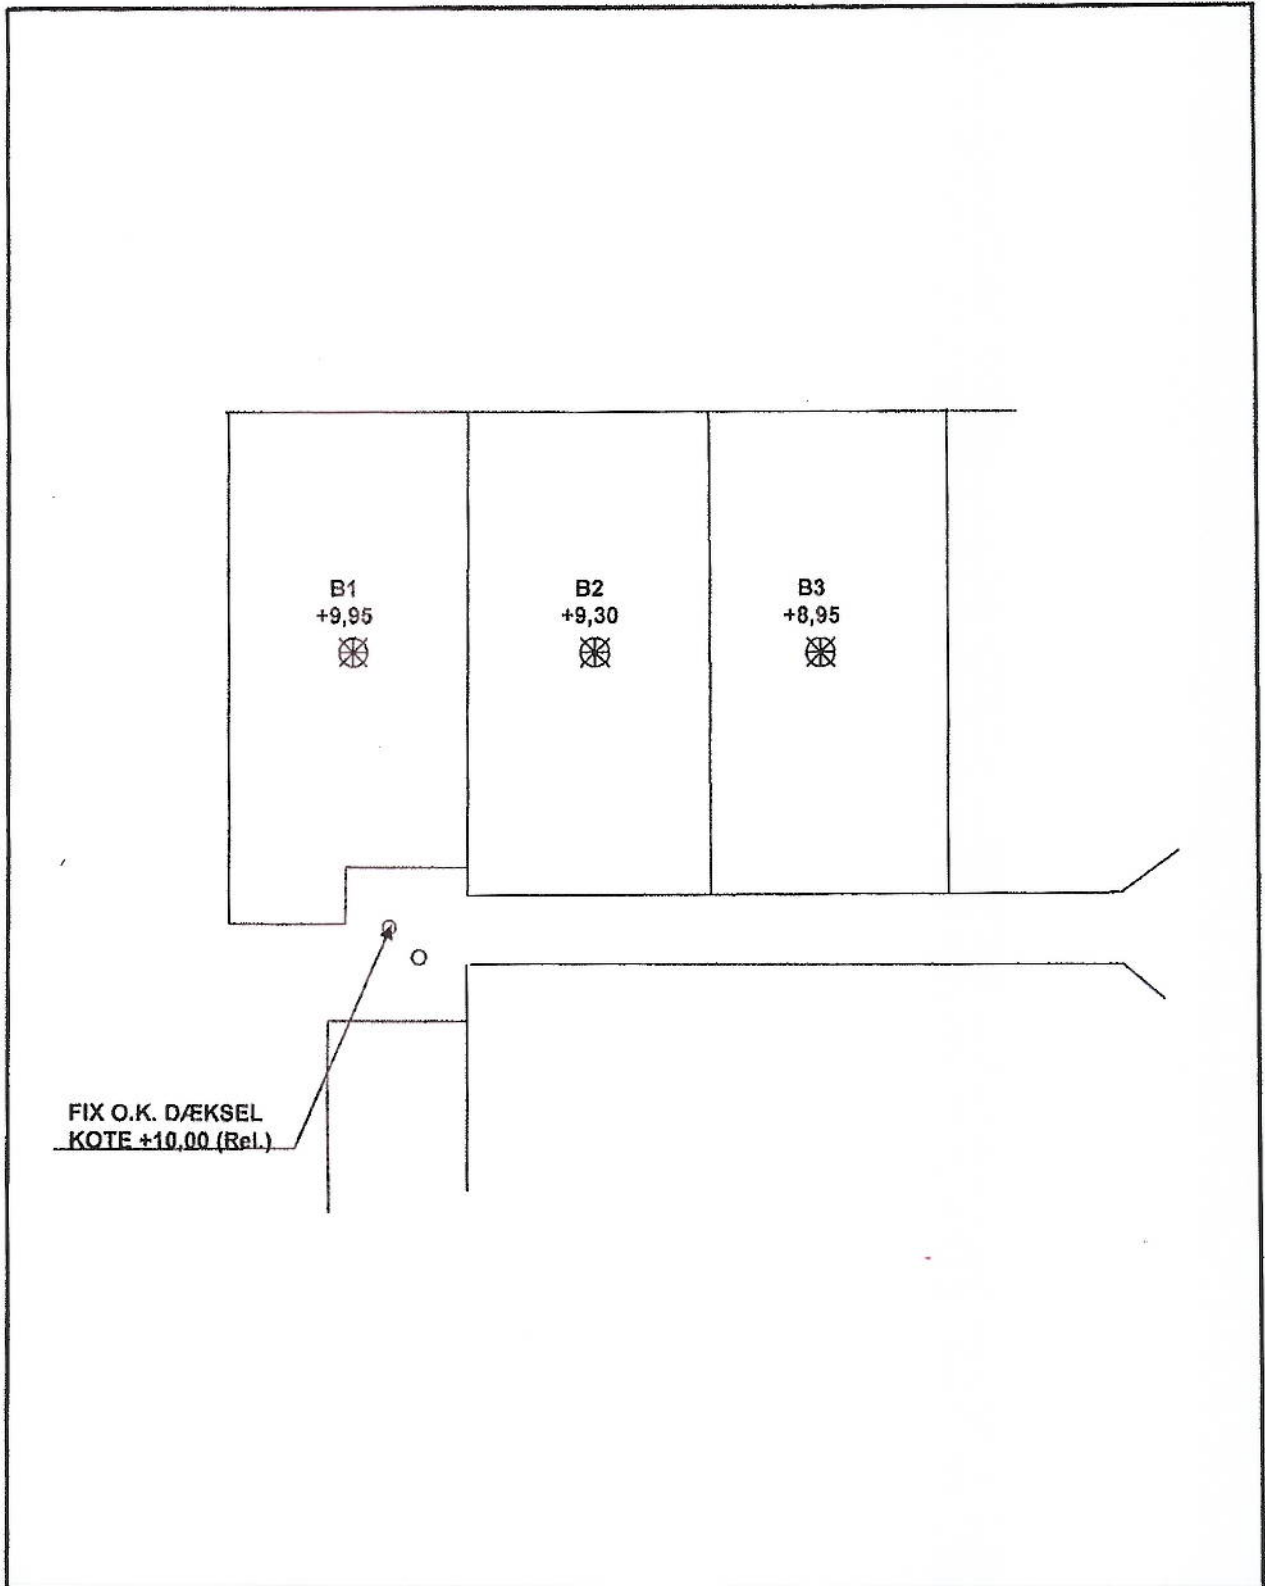 B1
+9,95
B2
+9,30
B3
+8,95
FIX O.K. DÆKSEL
KOTE +10,00 (Rel.)